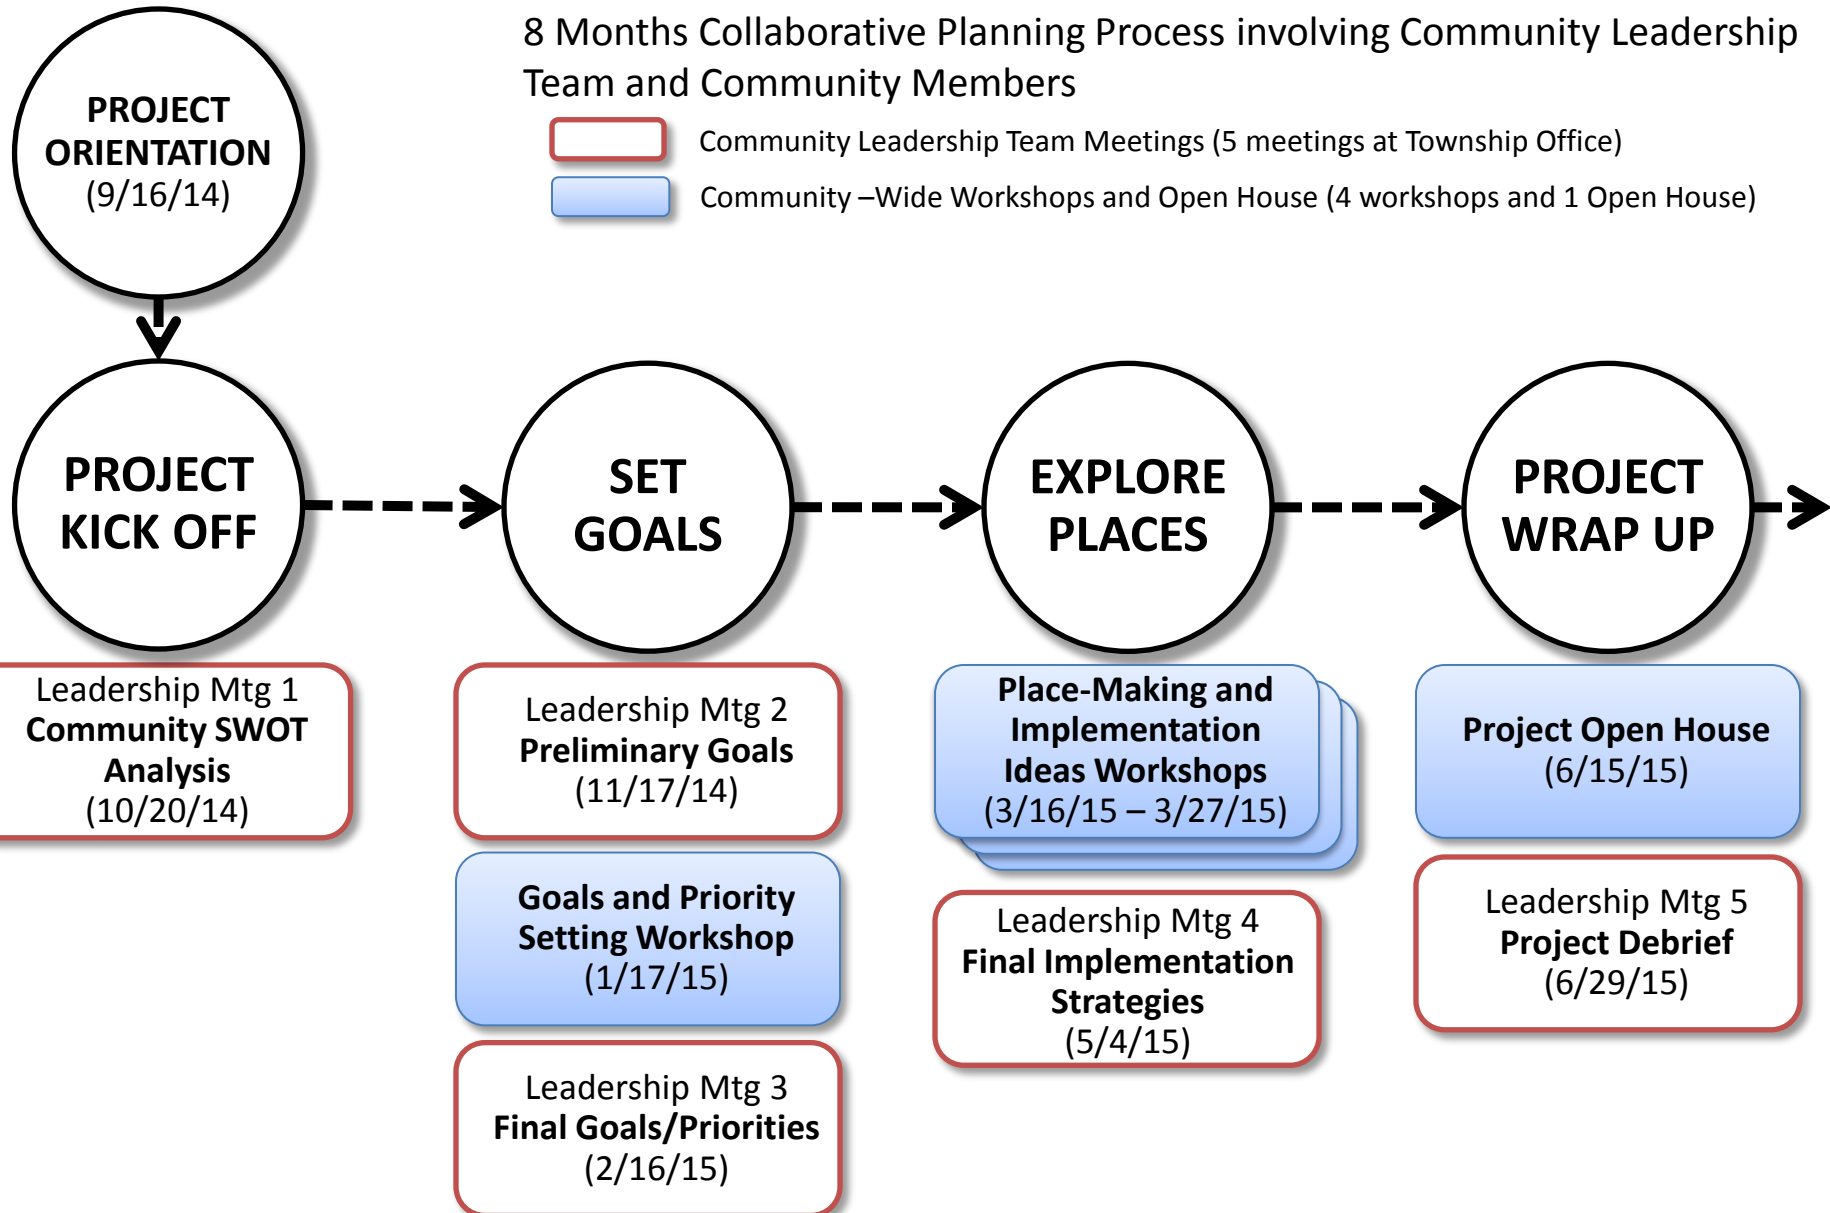 8 Months Collaborative Planning Process involving Community Leadership
Team and Community Members
Community Leadership Team Meetings (5 meetings at Township Office)
Community –Wide Workshops and Open House (4 workshops and 1 Open House)
PROJECT
ORIENTATION
(9/16/14)
PROJECT
KICK OFF
SET
GOALS
EXPLORE
PLACES
PROJECT
WRAP UP
Leadership Mtg 1
Community SWOT
Analysis
(10/20/14)
Leadership Mtg 2
Preliminary Goals
(11/17/14)
Goals and Priority
Setting Workshop
(1/17/15)
Leadership Mtg 3
Final Goals/Priorities
(2/16/15)
Place-Making and
Implementation
Ideas Workshops
(3/16/15 – 3/27/15)
Leadership Mtg 4
Final Implementation
Strategies
(5/4/15)
Project Open House
(6/15/15)
Leadership Mtg 5
Project Debrief
(6/29/15)